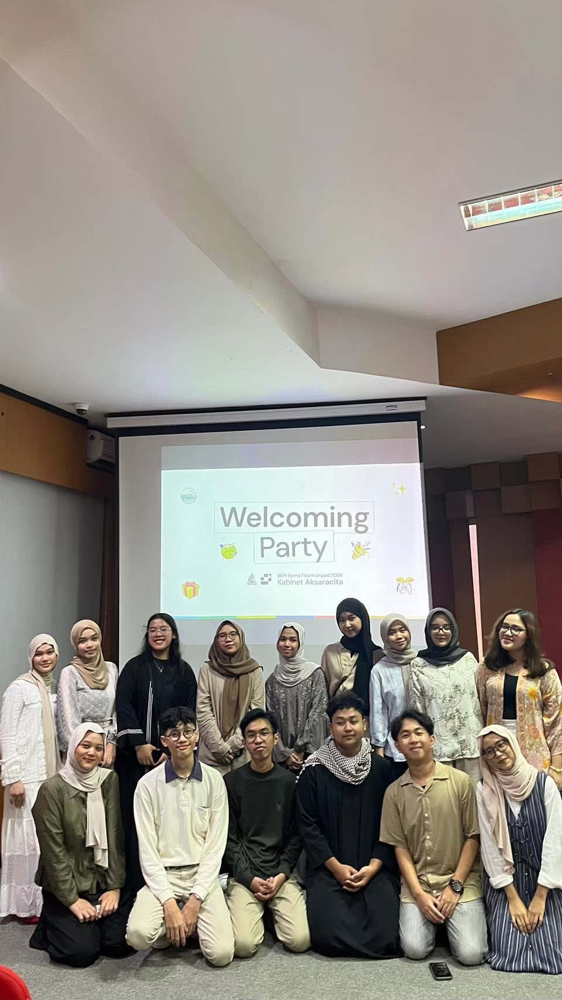 Welcoming
Party
BEM Kema Fikom Unpad 2024
Kabinet Aksaracita